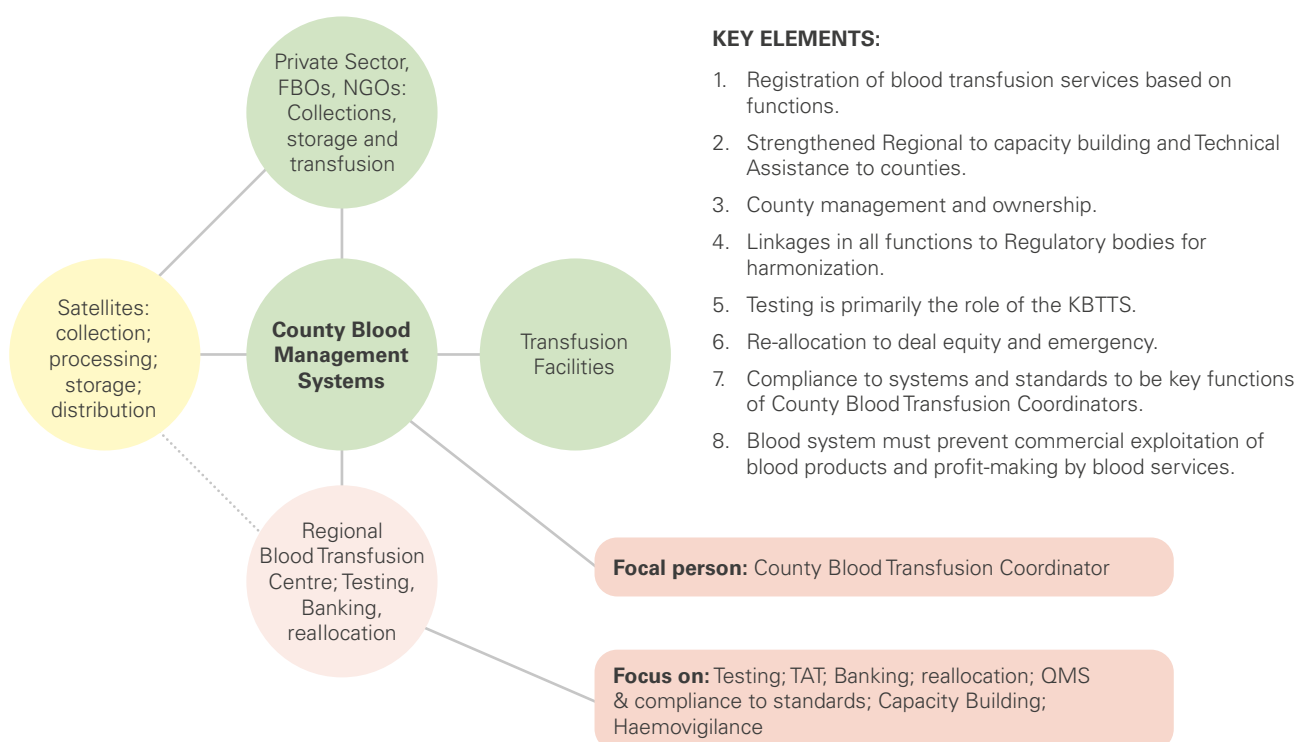 Private Sector,
FBOs, NGOs:
Collections,
storage and
transfusion
Satellites:
collection;
processing;
storage;
distribution
County Blood
Management
Systems
Transfusion
Facilities
Regional
Blood Transfusion
Centre; Testing,
Banking,
reallocation
KEY ELEMENTS:
1. Registration of blood transfusion services based on
functions.
2. Strengthened Regional to capacity building and Technical
Assistance to counties.
3. County management and ownership.
4. Linkages in all functions to Regulatory bodies for
harmonization.
5. Testing is primarily the role of the KBTTS.
6. Re-allocation to deal equity and emergency.
7. Compliance to systems and standards to be key functions
of County Blood Transfusion Coordinators.
8. Blood system must prevent commercial exploitation of
blood products and profit-making by blood services.
Focal person: County Blood Transfusion Coordinator
Focus on: Testing; TAT; Banking; reallocation; QMS
& compliance to standards; Capacity Building;
Haemovigilance